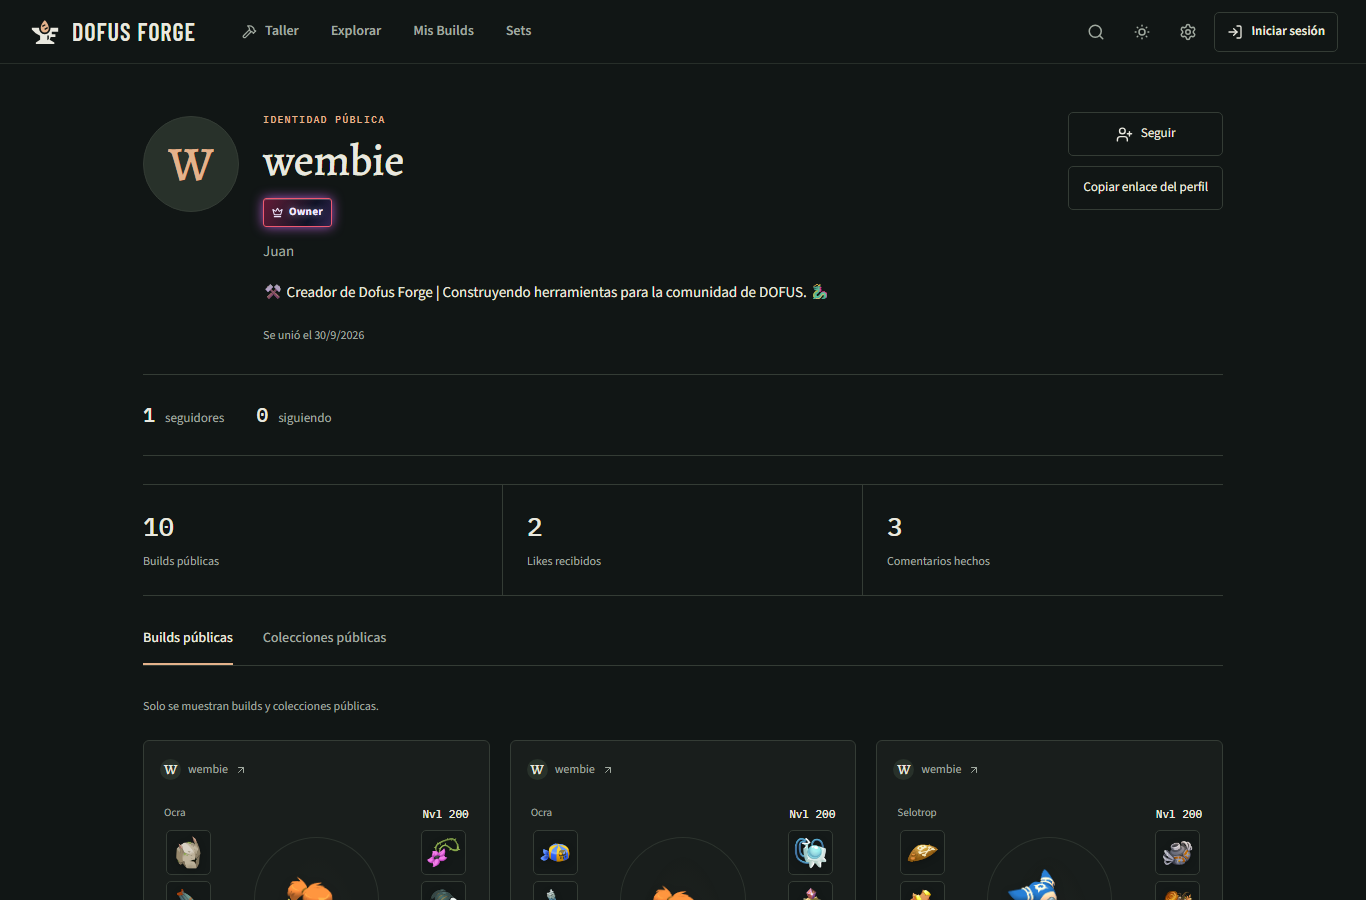 DOFUS FORGE
Taller
Explorar
Mis Builds
Sets
Iniciar sesión
W
IDENTIDAD PÚBLICA
wembie
Owner
Juan
Creador de Dofus Forge | Construyendo herramientas para la comunidad de DOFUS.
Se unió el 30/9/2026
Seguir
Copiar enlace del perfil
1 seguidores
0 siguiendo
10
Builds públicas
2
Likes recibidos
3
Comentarios hechos
Builds públicas
Colecciones públicas
Solo se muestran builds y colecciones públicas.
W wembie
Ocra
Nvl 200
W wembie
Ocra
Nvl 200
W wembie
Selotrop
Nvl 200